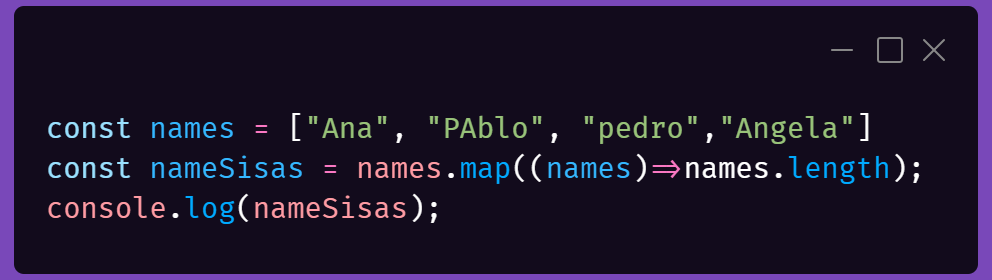 const names = ["Ana", "PAblo", "pedro","Angela"]
const nameSisas = names.map((names)=>names.length);
console.log(nameSisas);